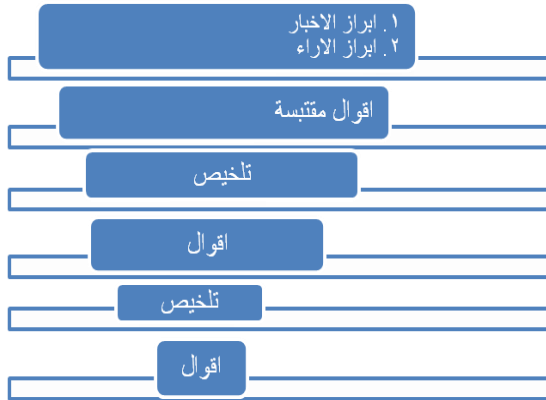 ١. ابراز الاخبار
٢. ابراز الاراء
اقوال مقتبسة
تلخيص
اقوال
تلخيص
اقوال